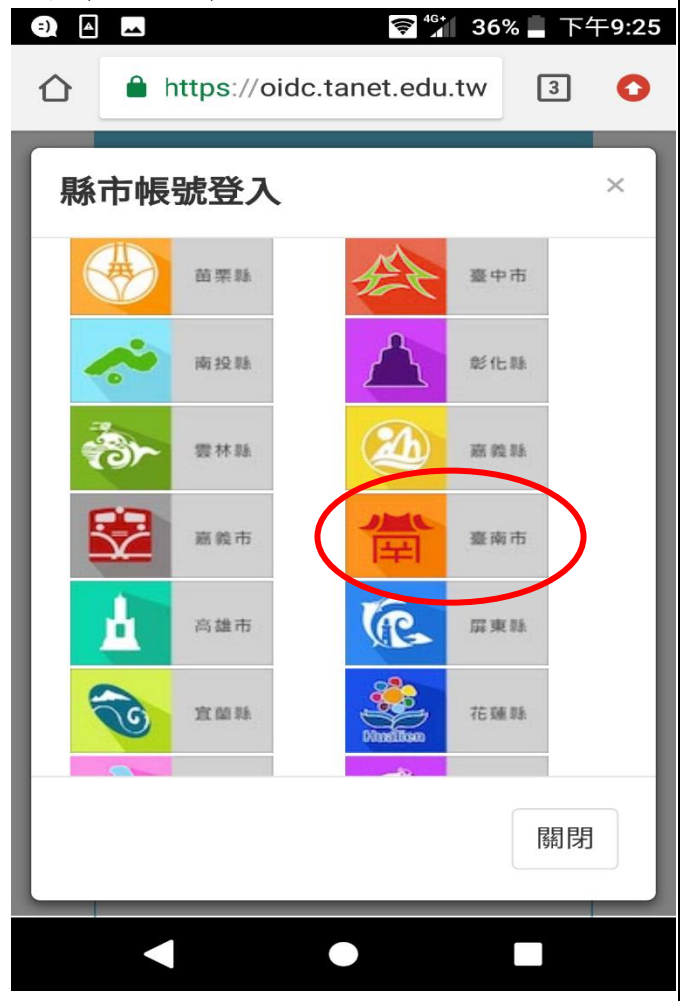 4G+ 36% 下午9:25
https://oidc.tanet.edu.tw 3
縣市帳號登入 ×
苗栗縣 臺中市
南投縣 彰化縣
雲林縣 嘉義縣
嘉義市 臺南市
高雄市 屏東縣
宜蘭縣 花蓮縣
Hualien
關閉